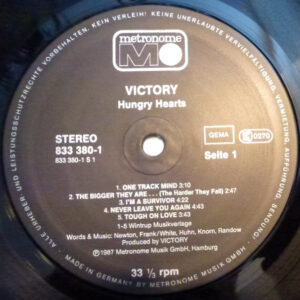 metronome
MO
VICTORY
Hungry Hearts
STEREO
833 380-1
833 380-1 S 1
GEMA
LC 0270
Seite 1
1. ONE TRACK MIND 3:10
2. THE BIGGER THEY ARE . . . (The Harder They Fall) 2:47
3. I'M A SURVIVOR 4:22
4. NEVER LEAVE YOU AGAIN 4:43
5. TOUGH ON LOVE 3:43
1-5 Wintrup Musikverlage
Words & Music: Newton, Frank/White, Huhn, Knorn, Randow
Produced by VICTORY
Ⓟ 1987 Metronome Musik GmbH, Hamburg
33 ⅓ rpm
ALLE URHEBER UND LEISTUNGSSCHUTZRECHTE VORBEHALTEN. KEIN VERLEIH! KEINE UNERLAUBTE VERVIELFÄLTIGUNG, VERMIETUNG, AUFFÜHRUNG, SENDUNG!
MADE IN GERMANY BY METRONOME MUSIK GMBH